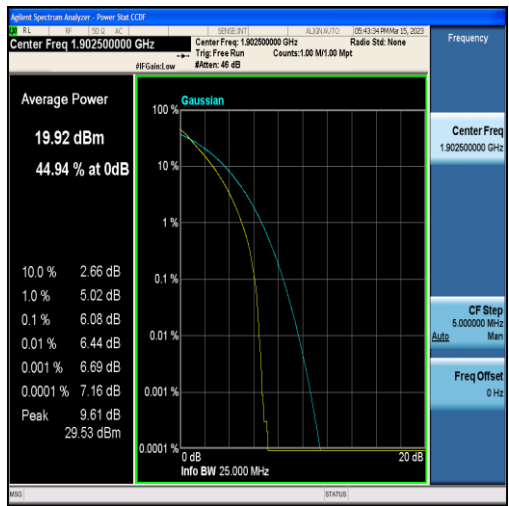 Agilent Spectrum Analyzer - Power Stat CCDF
RL RF 50 Ω AC SENSE:INT ALIGN AUTO 05:43:34 PM Mar 15, 2023
Center Freq 1.902500000 GHz
Center Freq: 1.902500000 GHz Radio Std: None
Trig: Free Run Counts:1.00 M/1.00 Mpt
#IFGain:Low #Atten: 46 dB
Frequency
Average Power
19.92 dBm
44.94 % at 0dB
10.0 % 2.66 dB
1.0 % 5.02 dB
0.1 % 6.08 dB
0.01 % 6.44 dB
0.001 % 6.69 dB
0.0001 % 7.16 dB
Peak 9.61 dB
29.53 dBm
Gaussian
100 %
10 %
1 %
0.1 %
0.01 %
0.001 %
0.0001 %
0 dB 20 dB
Info BW 25.000 MHz
Center Freq
1.902500000 GHz
CF Step
5.000000 MHz
Auto Man
Freq Offset
0 Hz
MSG STATUS